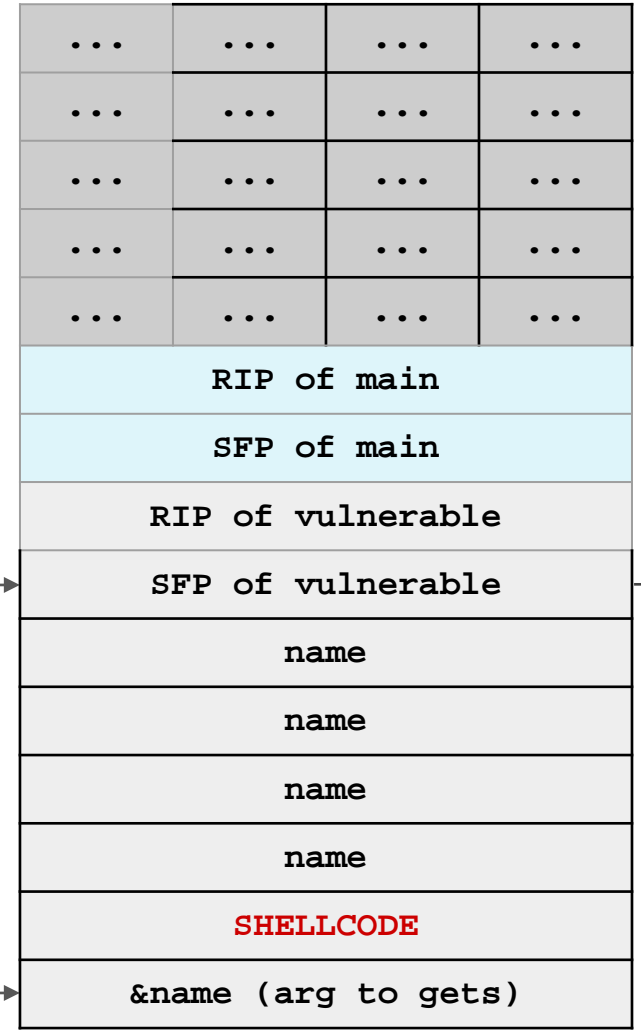 ... ... ... ...
... ... ... ...
... ... ... ...
... ... ... ...
... ... ... ...
RIP of main
SFP of main
RIP of vulnerable
SFP of vulnerable
name
name
name
name
SHELLCODE
&name (arg to gets)